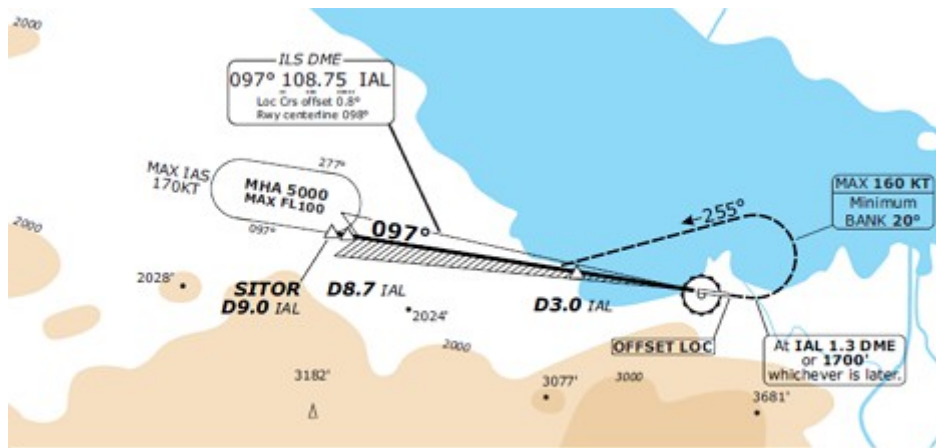 2000
ILS DME
097° 108.75 IAL
Loc Crs offset 0.8°
Rwy centerline 098°
MAX IAS
170KT
277°
MHA 5000
MAX FL100
097°
097°
255°
MAX 160 KT
Minimum
BANK 20°
2000
2028'
SITOR
D9.0 IAL
D8.7 IAL
2024'
D3.0 IAL
OFFSET LOC
At IAL 1.3 DME
or 1700'
whichever is later.
2000
3182'
3077'
3000
3681'